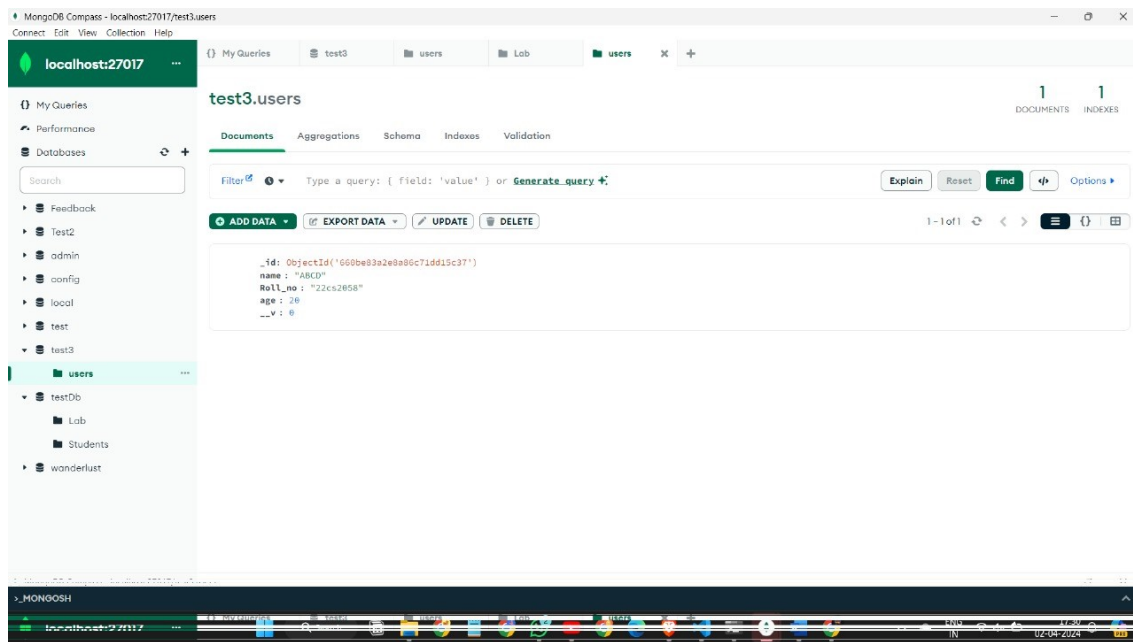 MongoDB Compass - localhost:27017/test3.users
Connect Edit View Collection Help
localhost:27017 ...
{} My Queries
Performance
Databases
Search
Feedback
Test2
admin
config
local
test
test3
users ...
testDb
Lab
Students
wanderlust
{} My Queries test3 users Lab users
test3.users
1 DOCUMENTS 1 INDEXES
Documents Aggregations Schema Indexes Validation
Filter Type a query: { field: 'value' } or Generate query Explain Reset Find </> Options
ADD DATA EXPORT DATA UPDATE DELETE 1-1 of 1 {}
_id: ObjectId('660be83a2e8a86c71dd15c37')
name : "ABCD"
Roll_no : "22cs2058"
age : 20
__v : 0
>_MONGOSH
localhost:27017 ...
ENG 17:30
IN 02-04-2024